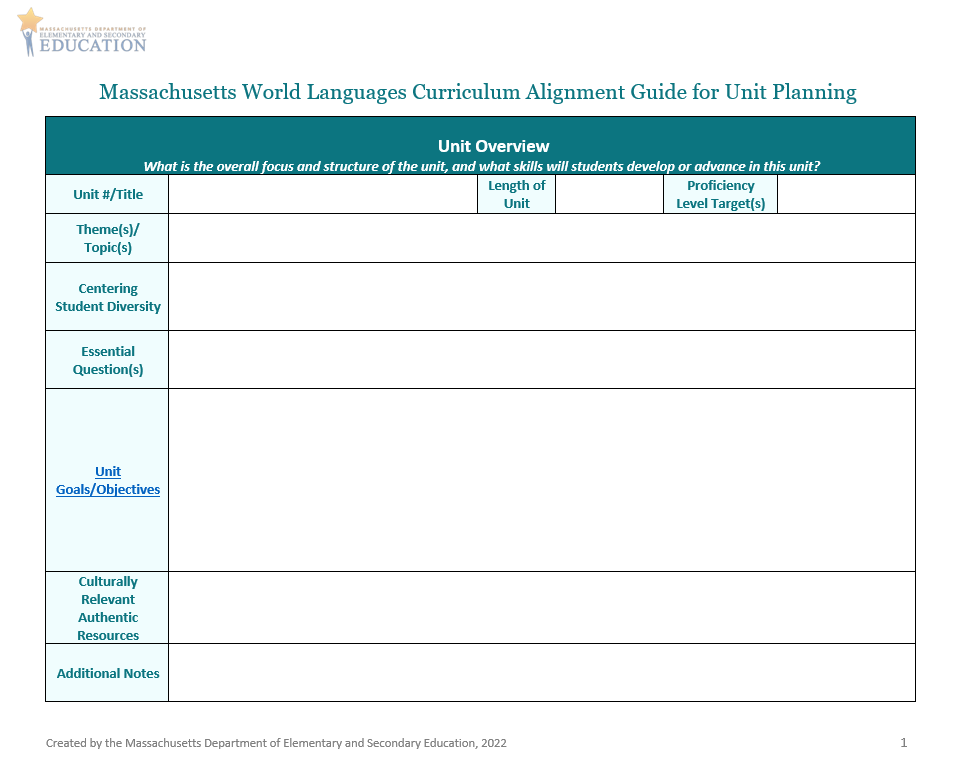 MASSACHUSETTS DEPARTMENT OF
ELEMENTARY AND SECONDARY
EDUCATION
Massachusetts World Languages Curriculum Alignment Guide for Unit Planning
Unit Overview
What is the overall focus and structure of the unit, and what skills will students develop or advance in this unit?
Unit #/Title
Length of
Unit
Proficiency
Level Target(s)
Theme(s)/
Topic(s)
Centering
Student Diversity
Essential
Question(s)
Unit
Goals/Objectives
Culturally
Relevant
Authentic
Resources
Additional Notes
Created by the Massachusetts Department of Elementary and Secondary Education, 2022
1